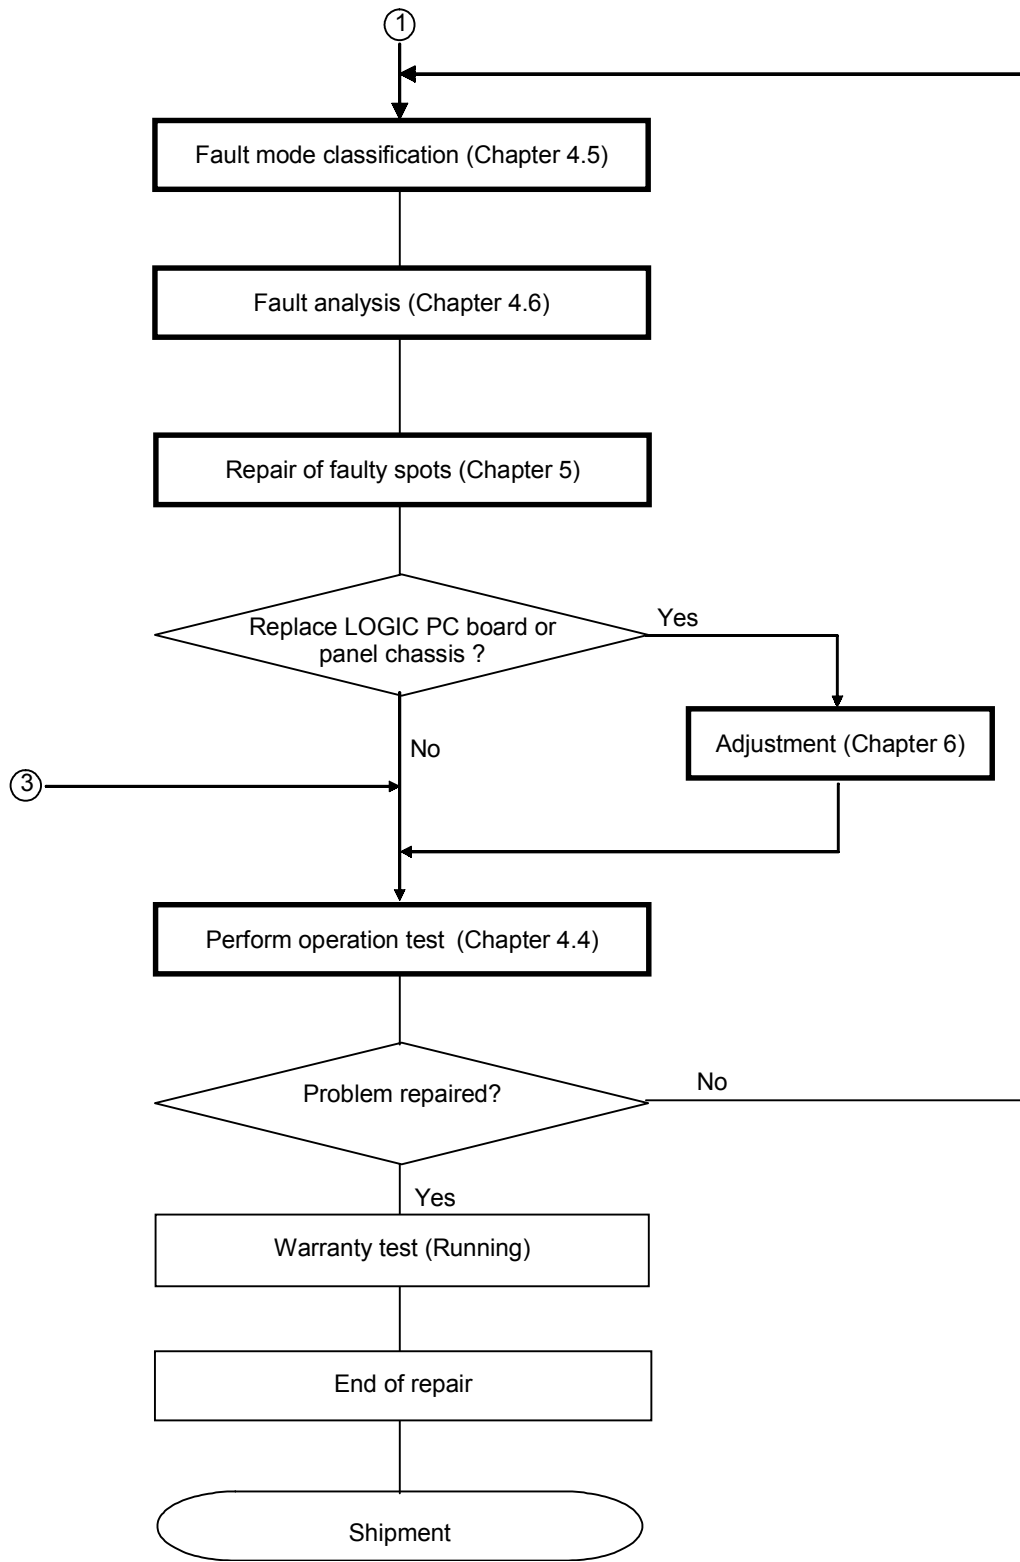 1
Fault mode classification (Chapter 4.5)
Fault analysis (Chapter 4.6)
Repair of faulty spots (Chapter 5)
Replace LOGIC PC board or
panel chassis ?
Yes
Adjustment (Chapter 6)
No
3
Perform operation test  (Chapter 4.4)
Problem repaired?
No
Yes
Warranty test (Running)
End of repair
Shipment